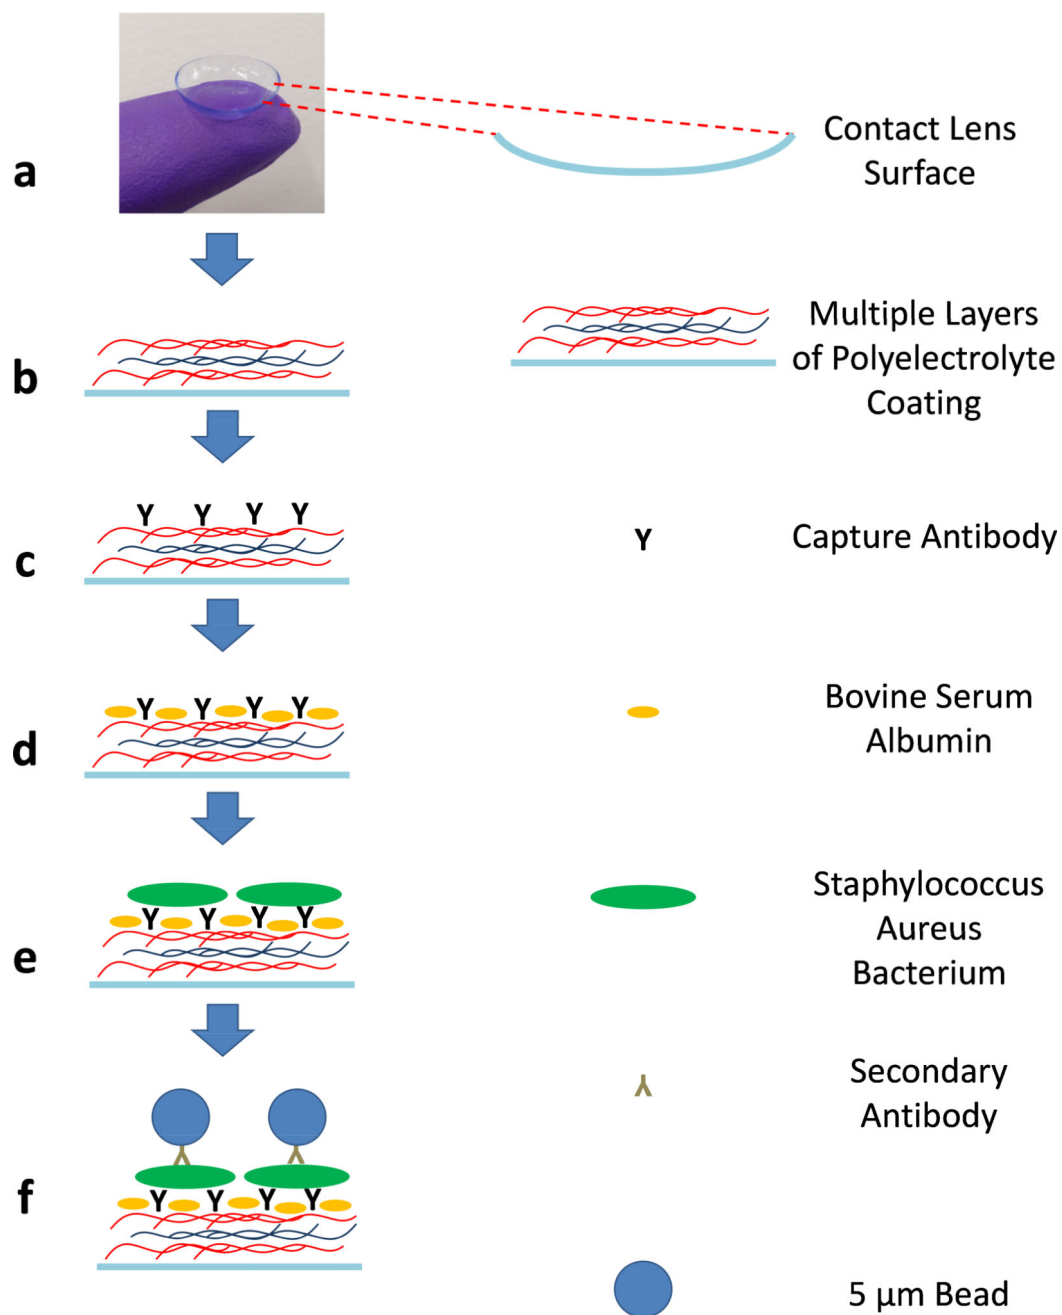 a
Contact Lens
Surface
b
Multiple Layers
of Polyelectrolyte
Coating
c
Capture Antibody
d
Bovine Serum
Albumin
e
Staphylococcus
Aureus
Bacterium
Secondary
Antibody
f
5 μm Bead